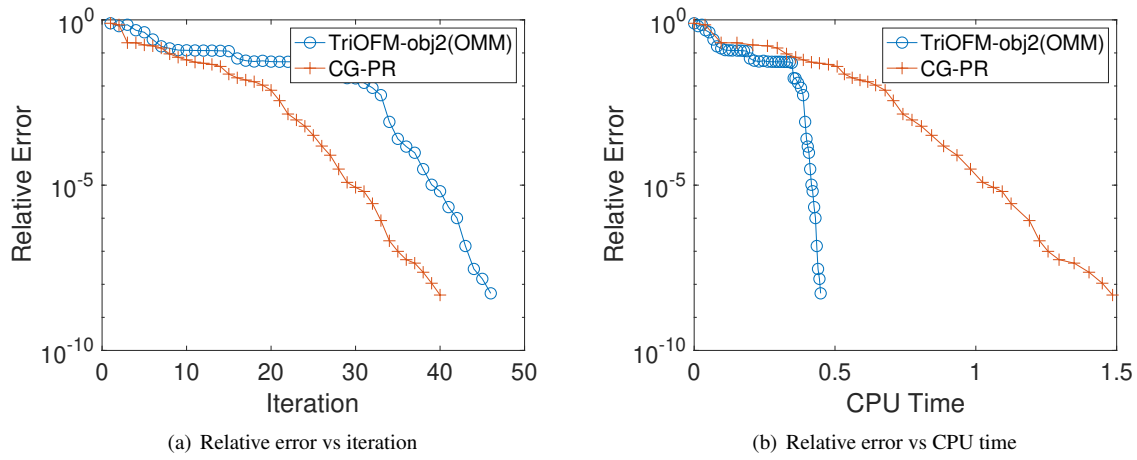 10^0
10^-5
10^-10
Relative Error
0 10 20 30 40 50
Iteration
TriOFM-obj2(OMM)
CG-PR
(a) Relative error vs iteration
10^0
10^-5
10^-10
Relative Error
0 0.5 1 1.5
CPU Time
TriOFM-obj2(OMM)
CG-PR
(b) Relative error vs CPU time